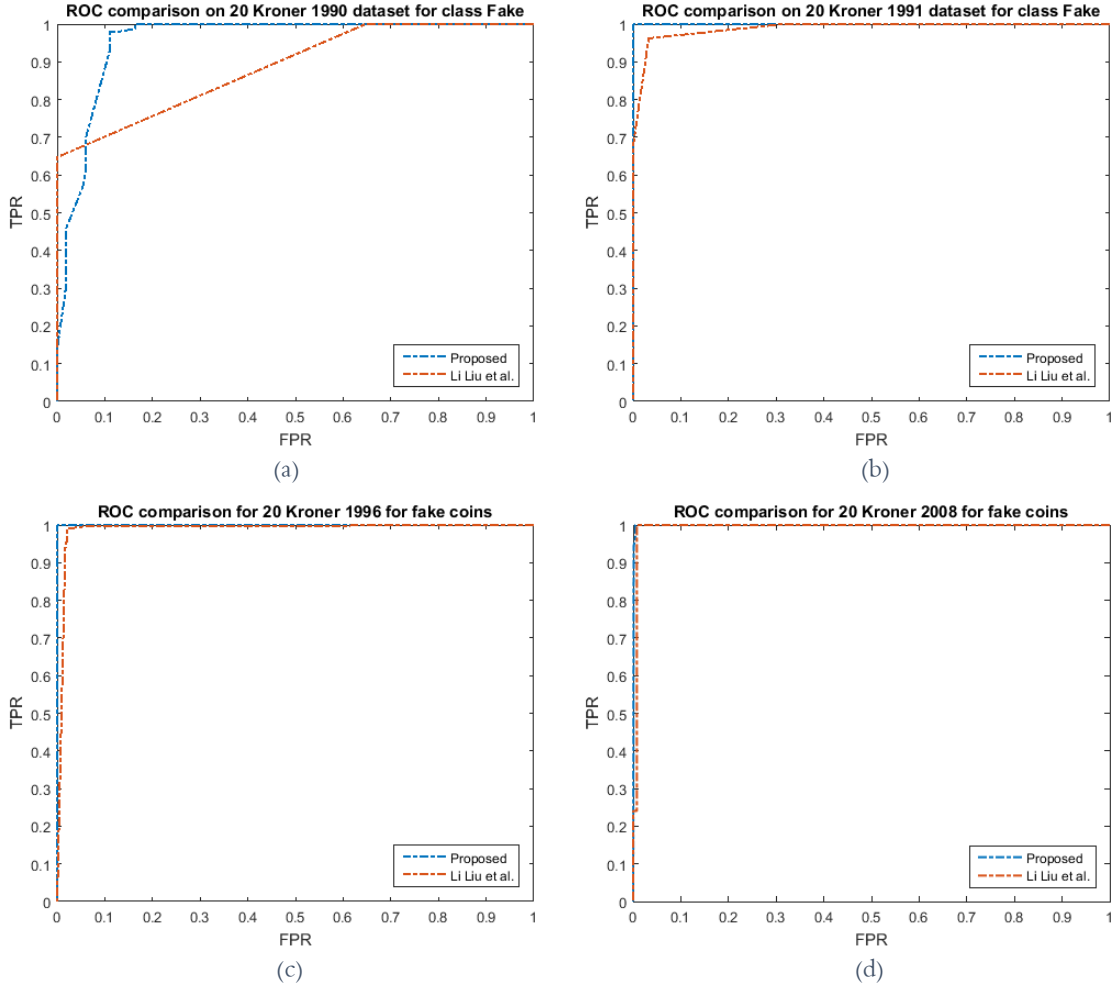 ROC comparison on 20 Kroner 1990 dataset for class Fake
1
0.9
0.8
0.7
0.6
0.5
0.4
0.3
0.2
0.1
0
TPR
0 0.1 0.2 0.3 0.4 0.5 0.6 0.7 0.8 0.9 1
FPR
Proposed
Li Liu et al.
(a)
ROC comparison on 20 Kroner 1991 dataset for class Fake
1
0.9
0.8
0.7
0.6
0.5
0.4
0.3
0.2
0.1
0
TPR
0 0.1 0.2 0.3 0.4 0.5 0.6 0.7 0.8 0.9 1
FPR
Proposed
Li Liu et al.
(b)
ROC comparison for 20 Kroner 1996 for fake coins
1
0.9
0.8
0.7
0.6
0.5
0.4
0.3
0.2
0.1
0
TPR
0 0.1 0.2 0.3 0.4 0.5 0.6 0.7 0.8 0.9 1
FPR
Proposed
Li Liu et al.
(c)
ROC comparison for 20 Kroner 2008 for fake coins
1
0.9
0.8
0.7
0.6
0.5
0.4
0.3
0.2
0.1
0
TPR
0 0.1 0.2 0.3 0.4 0.5 0.6 0.7 0.8 0.9 1
FPR
Proposed
Li Liu et al.
(d)